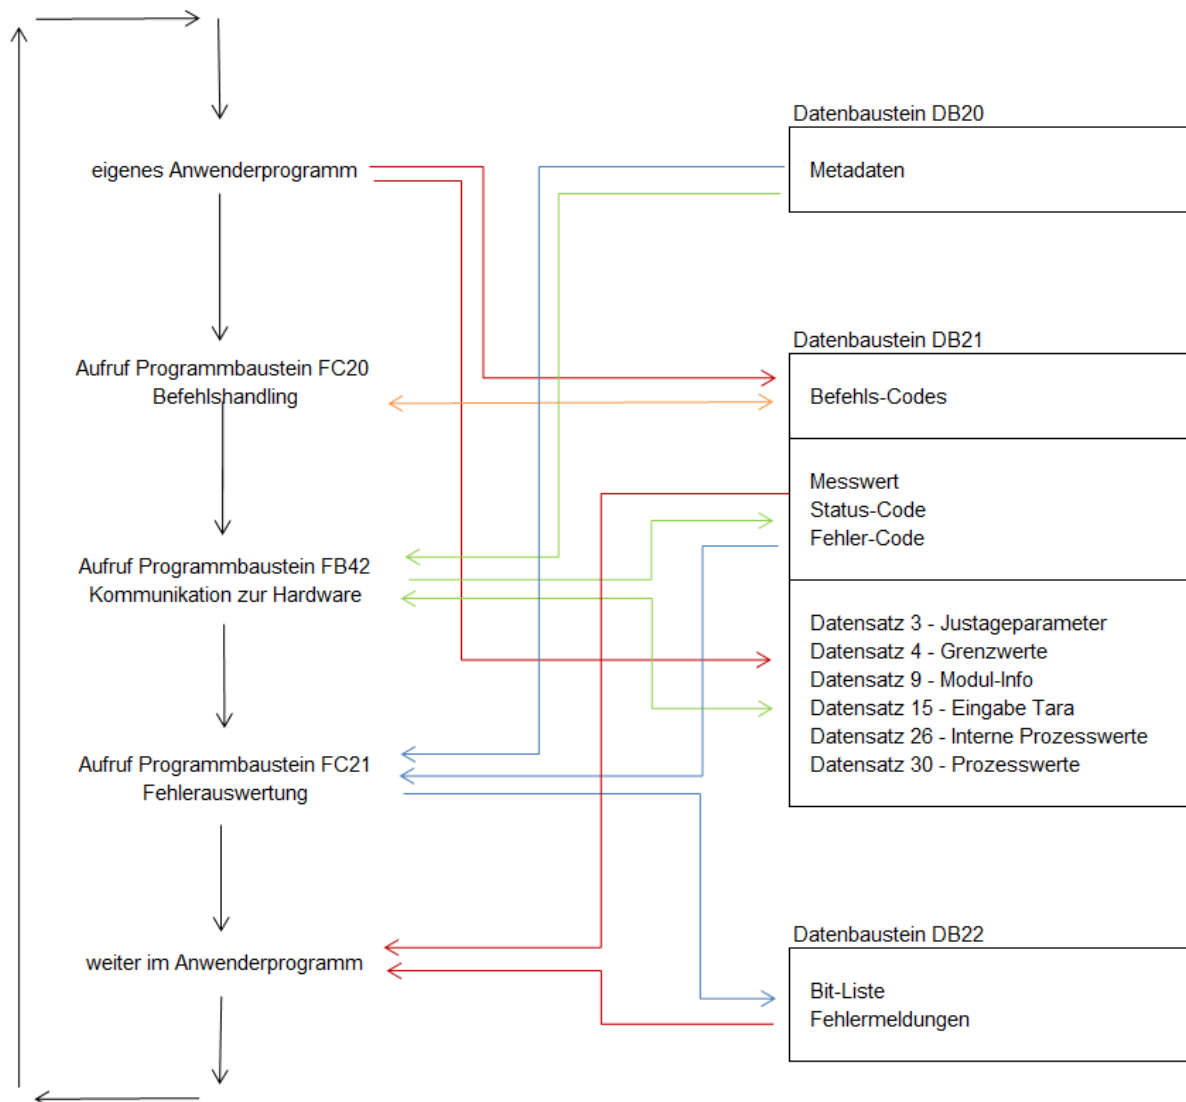 eigenes Anwenderprogramm
Aufruf Programmbaustein FC20
Befehlshandling
Aufruf Programmbaustein FB42
Kommunikation zur Hardware
Aufruf Programmbaustein FC21
Fehlerauswertung
weiter im Anwenderprogramm
Datenbaustein DB20
Metadaten
Datenbaustein DB21
Befehls-Codes
Messwert
Status-Code
Fehler-Code
Datensatz 3 - Justageparameter
Datensatz 4 - Grenzwerte
Datensatz 9 - Modul-Info
Datensatz 15 - Eingabe Tara
Datensatz 26 - Interne Prozesswerte
Datensatz 30 - Prozesswerte
Datenbaustein DB22
Bit-Liste
Fehlermeldungen